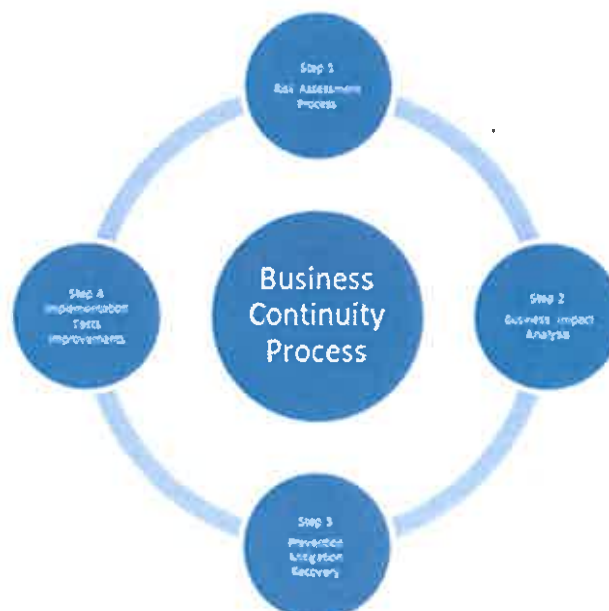 Step 1
Risk Assessment
Process
Step 4
Implementation
Tests
Improvements
Business
Continuity
Process
Step 2
Business Impact
Analysis
Step 3
Prevention
Mitigation
Recovery